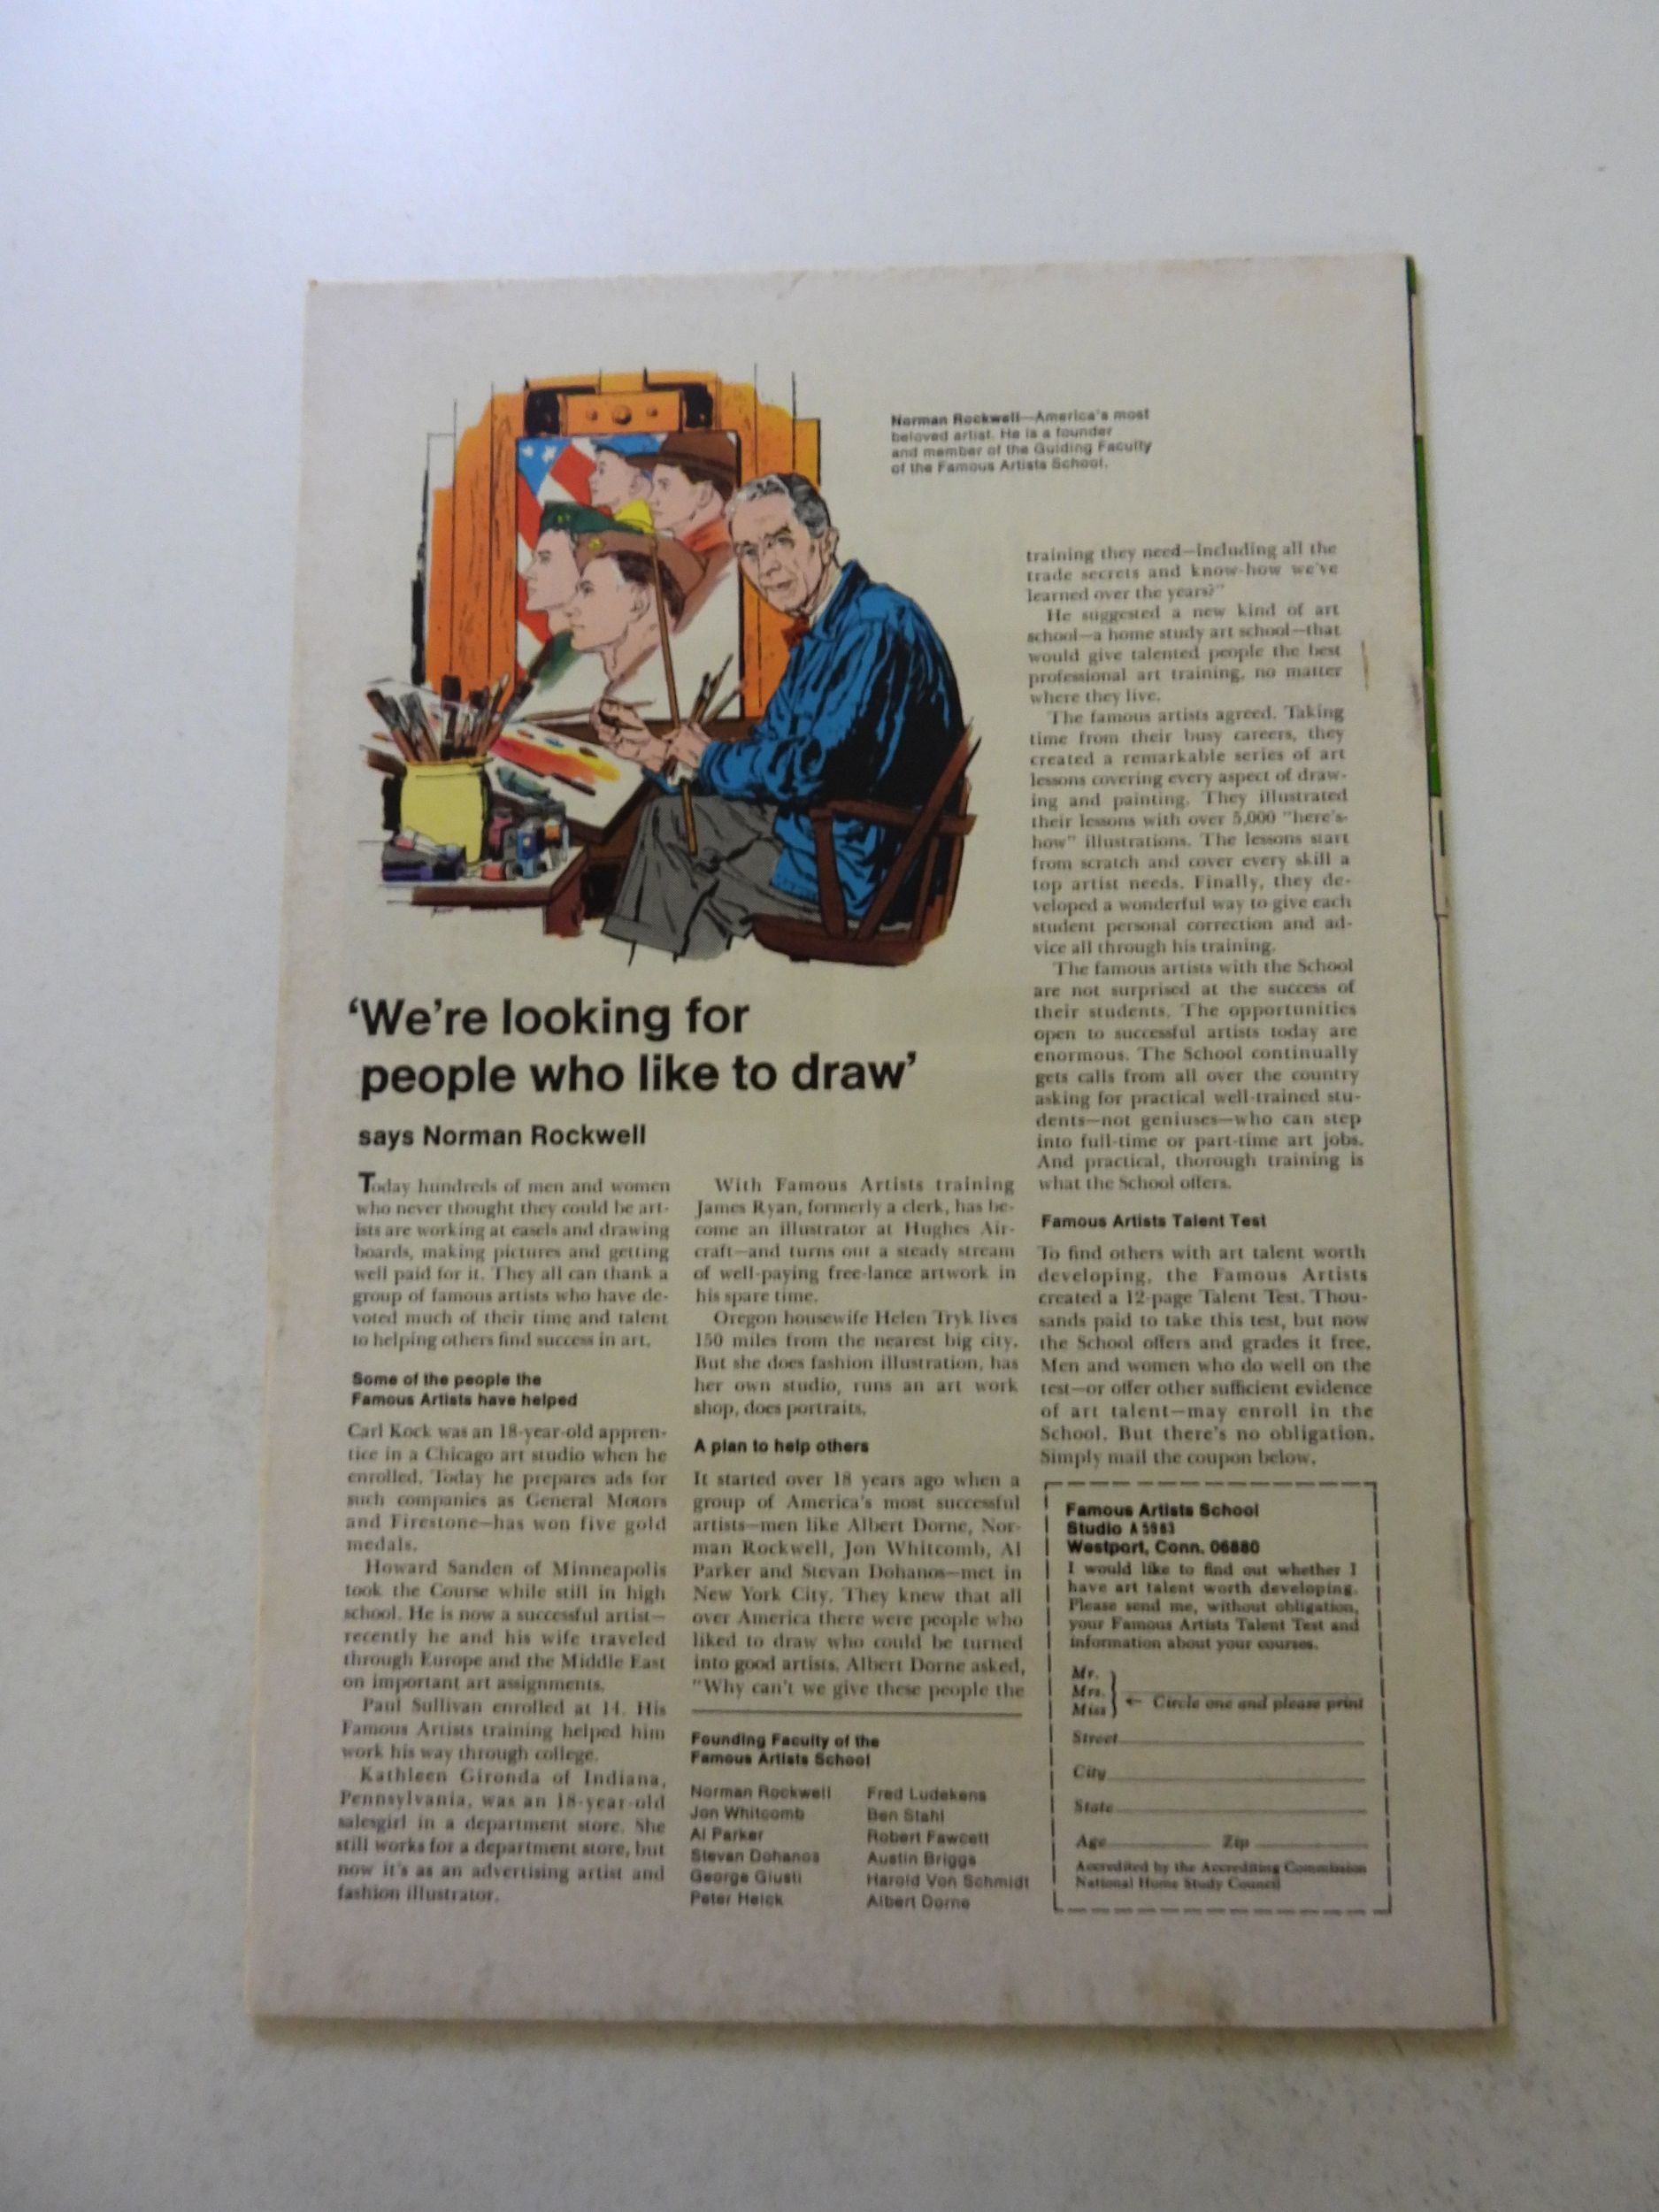 Norman Rockwell—America's most
beloved artist. He is a founder
and member of the Guiding Faculty
of the Famous Artists School.
'We're looking for
people who like to draw'
says Norman Rockwell
Today hundreds of men and women
who never thought they could be art-
ists are working at easels and drawing
boards, making pictures and getting
well paid for it. They all can thank a
group of famous artists who have de-
voted much of their time and talent
to helping others find success in art.
Some of the people the
Famous Artists have helped
Carl Kock was an 18-year-old appren-
tice in a Chicago art studio when he
enrolled. Today he prepares ads for
such companies as General Motors
and Firestone—has won five gold
medals.
Howard Sanden of Minneapolis
took the Course while still in high
school. He is now a successful artist—
recently he and his wife traveled
through Europe and the Middle East
on important art assignments.
Paul Sullivan enrolled at 14. His
Famous Artists training helped him
work his way through college.
Kathleen Gironda of Indiana,
Pennsylvania, was an 18-year-old
salesgirl in a department store. She
still works for a department store, but
now it's as an advertising artist and
fashion illustrator.
With Famous Artists training
James Ryan, formerly a clerk, has be-
come an illustrator at Hughes Air-
craft—and turns out a steady stream
of well-paying free-lance artwork in
his spare time.
Oregon housewife Helen Tryk lives
150 miles from the nearest big city.
But she does fashion illustration, has
her own studio, runs an art work
shop, does portraits.
A plan to help others
It started over 18 years ago when a
group of America's most successful
artists—men like Albert Dorne, Nor-
man Rockwell, Jon Whitcomb, Al
Parker and Stevan Dohanos—met in
New York City. They knew that all
over America there were people who
liked to draw who could be turned
into good artists. Albert Dorne asked,
"Why can't we give these people the
Founding Faculty of the
Famous Artists School
Norman Rockwell
Jon Whitcomb
Al Parker
Stevan Dohanos
George Giusti
Peter Helck
Fred Ludekens
Ben Stahl
Robert Fawcett
Austin Briggs
Harold Von Schmidt
Albert Dorne
training they need—including all the
trade secrets and know-how we've
learned over the years?"
He suggested a new kind of art
school—a home study art school—that
would give talented people the best
professional art training, no matter
where they live.
The famous artists agreed. Taking
time from their busy careers, they
created a remarkable series of art
lessons covering every aspect of draw-
ing and painting. They illustrated
their lessons with over 5,000 "here's-
how" illustrations. The lessons start
from scratch and cover every skill a
top artist needs. Finally, they de-
veloped a wonderful way to give each
student personal correction and ad-
vice all through his training.
The famous artists with the School
are not surprised at the success of
their students. The opportunities
open to successful artists today are
enormous. The School continually
gets calls from all over the country
asking for practical well-trained stu-
dents—not geniuses—who can step
into full-time or part-time art jobs.
And practical, thorough training is
what the School offers.
Famous Artists Talent Test
To find others with art talent worth
developing, the Famous Artists
created a 12-page Talent Test. Thou-
sands paid to take this test, but now
the School offers and grades it free.
Men and women who do well on the
test—or offer other sufficient evidence
of art talent—may enroll in the
School. But there's no obligation.
Simply mail the coupon below.
Famous Artists School
Studio A 5983
Westport, Conn. 06880
I would like to find out whether I
have art talent worth developing.
Please send me, without obligation,
your Famous Artists Talent Test and
information about your courses.
Mr.
Mrs.
Miss
← Circle one and please print
Street
City
State
Age Zip
Accredited by the Accrediting Commission
National Home Study Council